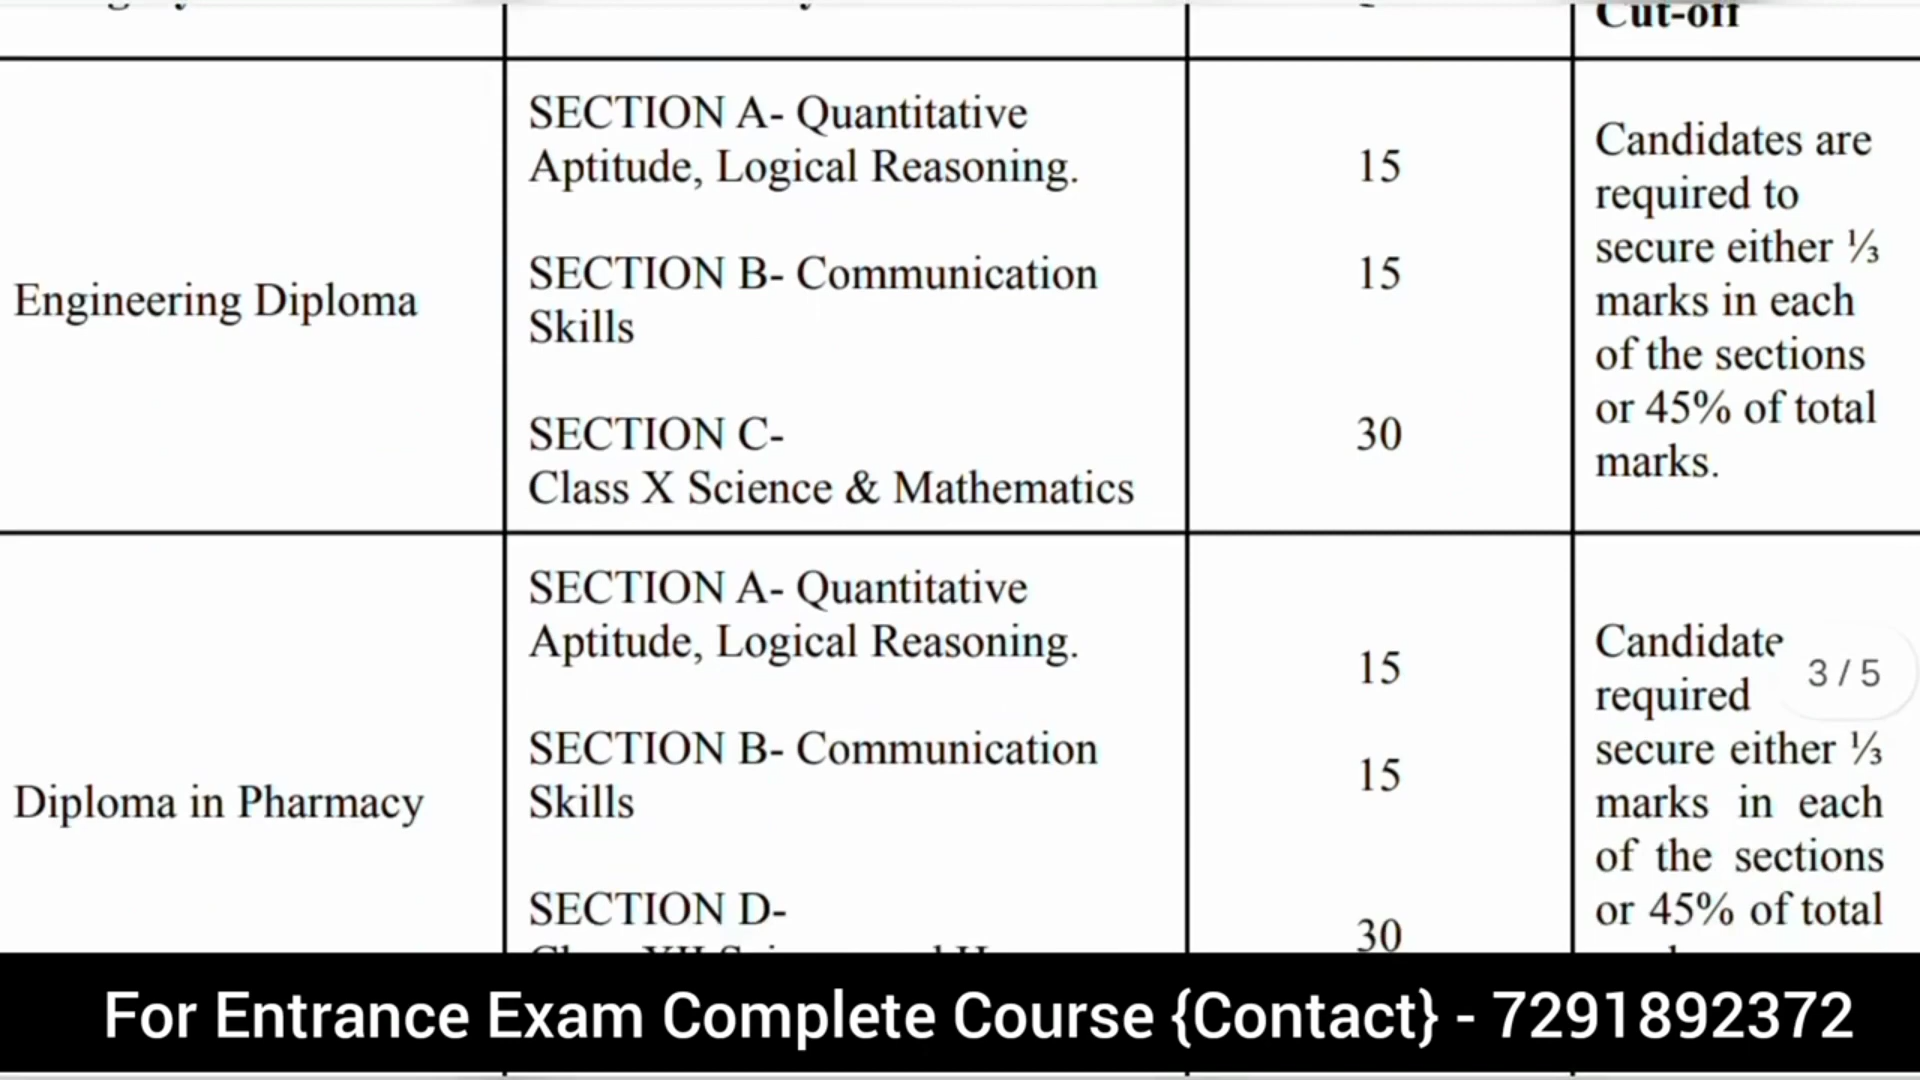 Cut-off
Engineering Diploma
SECTION A- Quantitative
Aptitude, Logical Reasoning.
SECTION B- Communication
Skills
SECTION C-
Class X Science & Mathematics
15
15
30
Candidates are
required to
secure either ⅓
marks in each
of the sections
or 45% of total
marks.
Diploma in Pharmacy
SECTION A- Quantitative
Aptitude, Logical Reasoning.
SECTION B- Communication
Skills
SECTION D-
15
15
30
Candidate
required
secure either ⅓
marks in each
of the sections
or 45% of total
3 / 5
For Entrance Exam Complete Course {Contact} - 7291892372